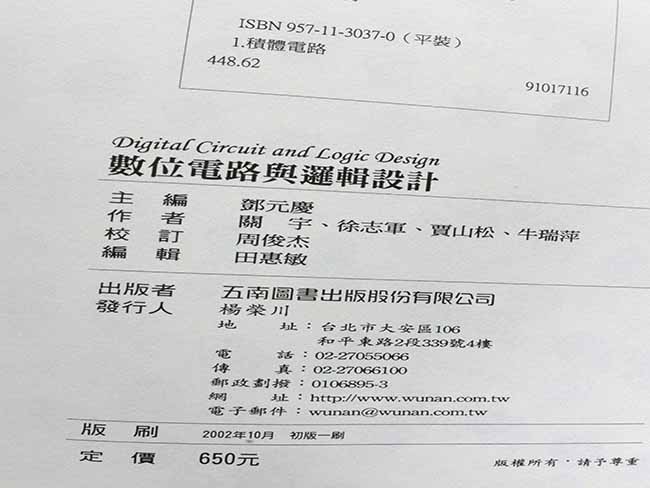 ISBN 957-11-3037-0（平裝）
1.積體電路
448.62
91017116
Digital Circuit and Logic Design
數位電路與邏輯設計
主 編 鄧元慶
作 者 關 宇、徐志軍、賈山松、牛瑞萍
校 訂 周俊杰
編 輯 田惠敏
出版者 五南圖書出版股份有限公司
發行人 楊榮川
地 址：台北市大安區106
和平東路2段339號4樓
電 話：02-27055066
傳 真：02-27066100
郵政劃撥：0106895-3
網 址：http://www.wunan.com.tw
電子郵件：wunan@wunan.com.tw
版 刷 2002年10月 初版一刷
定 價 650元
版權所有．請予尊重